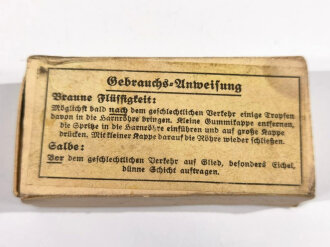 Gebrauchs-Anweisung
Braune Flüssigkeit:
Möglichst bald nach dem geschlechtlichen Verkehr einige Tropfen
davon in die Harnröhre bringen. Kleine Gummikappe entfernen,
die Spritze in die Harnröhre einführen und auf große Kappe
drücken. Mit kleiner Kappe darauf die Röhre wieder schließen.
Salbe:
Vor dem geschlechtlichen Verkehr auf Glied, besonders Eichel,
dünne Schicht auftragen.